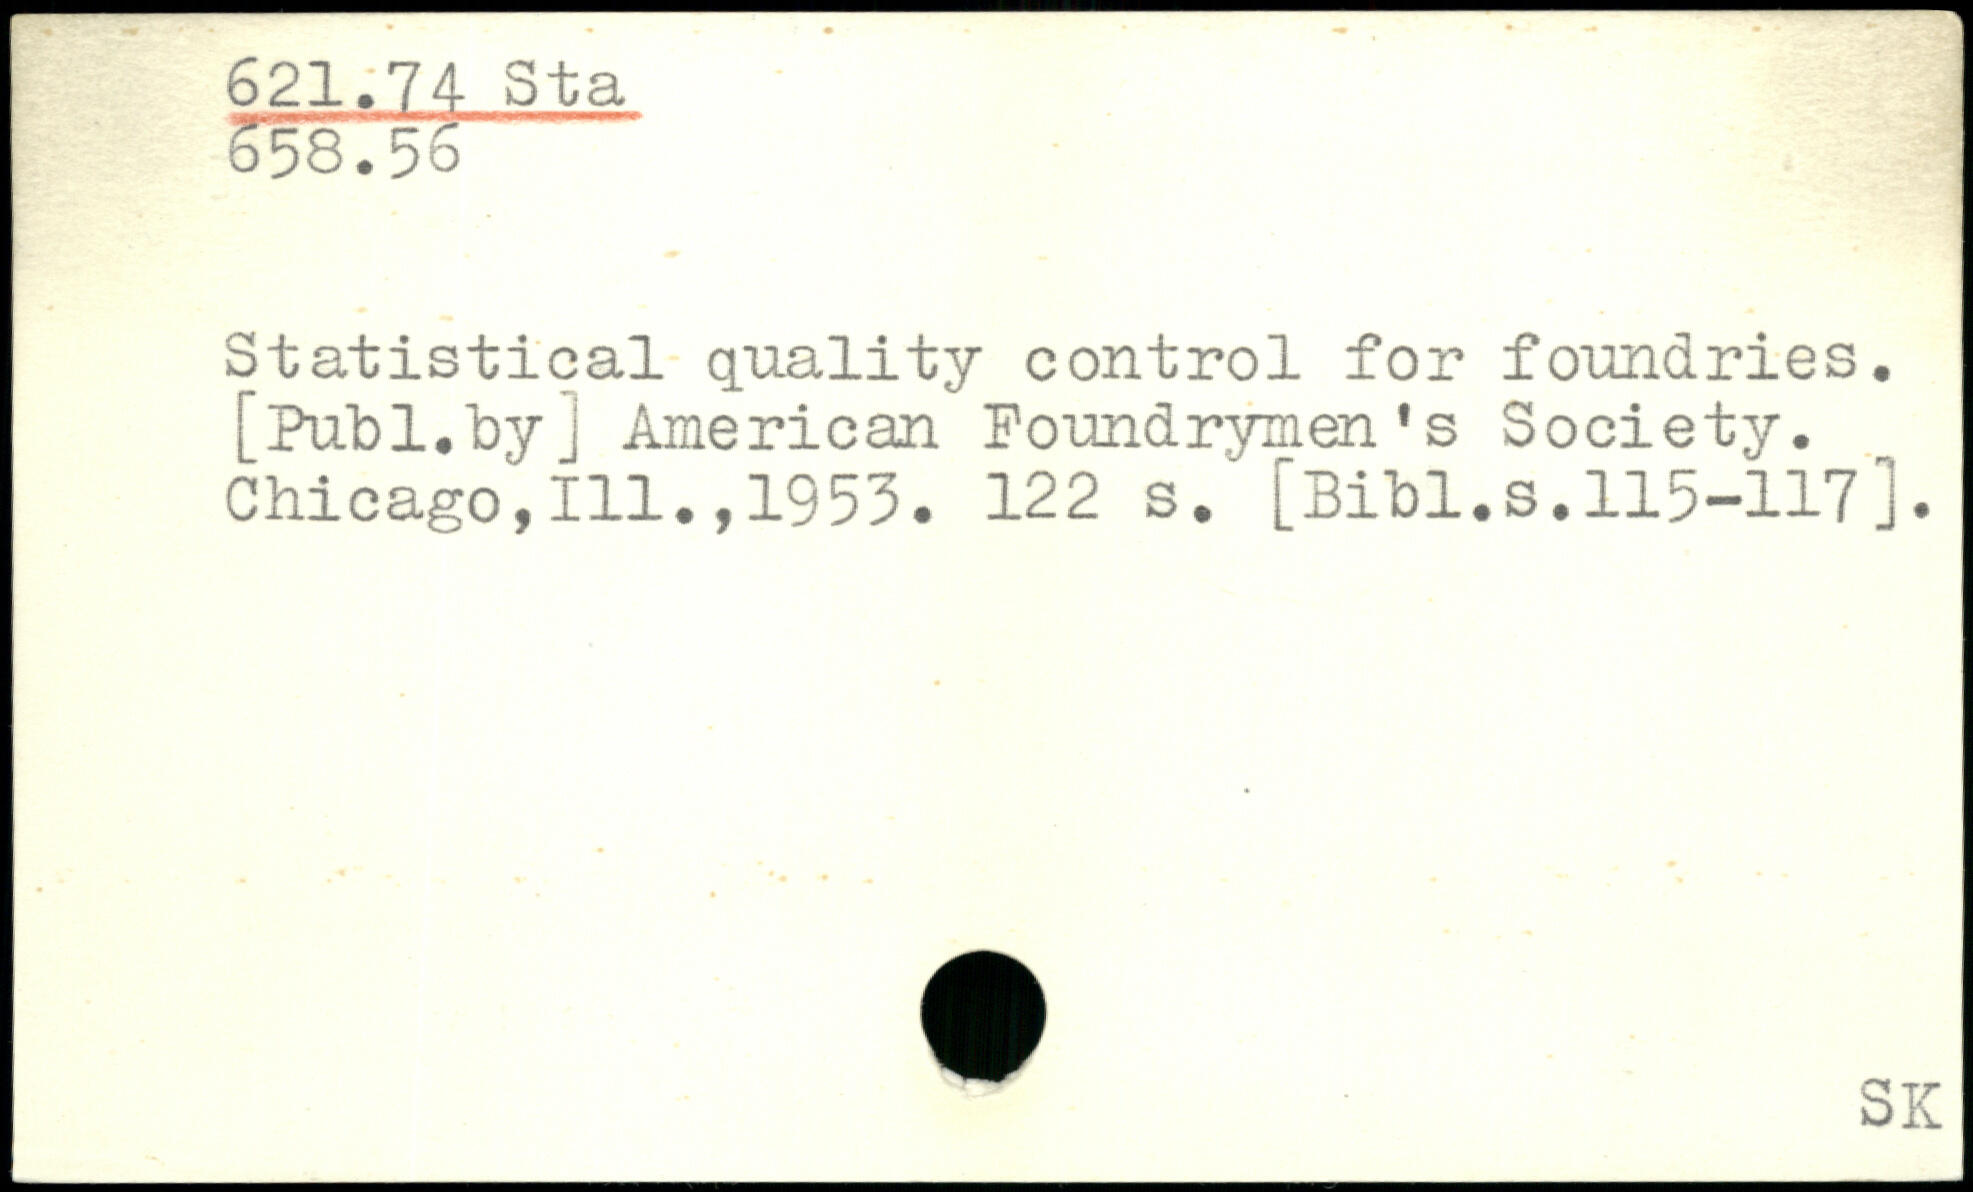 621.74 Sta
658.56
Statistical quality control for foundries.
[Publ.by] American Foundrymen's Society.
Chicago,Ill.,1953. 122 s. [Bibl.s.115-117].
SK